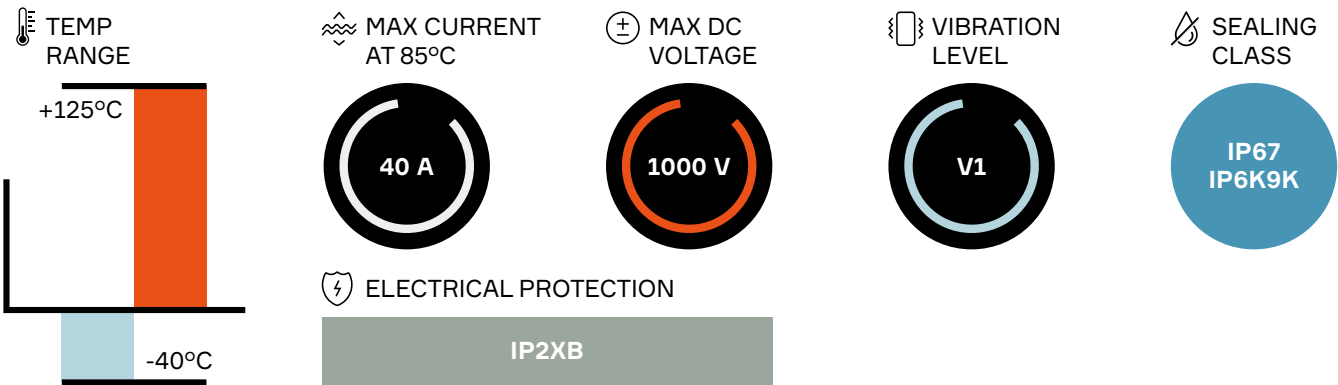 TEMP
RANGE
+125°C
-40°C
MAX CURRENT
AT 85°C
40 A
MAX DC
VOLTAGE
1000 V
VIBRATION
LEVEL
V1
SEALING
CLASS
IP67
IP6K9K
ELECTRICAL PROTECTION
IP2XB